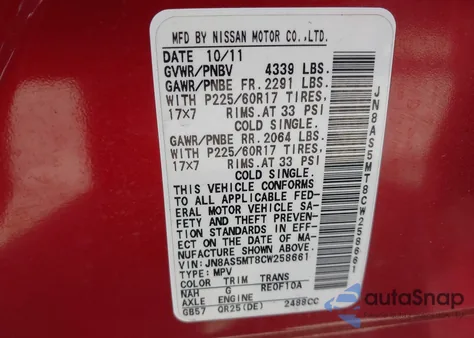 MFD BY NISSAN MOTOR CO.,LTD.
DATE 10/11
GVWR/PNBV 4339 LBS.
GAWR/PNBE FR. 2291 LBS.
WITH P225/60R17 TIRES,
17x7 RIMS.AT 33 PSI
COLD SINGLE.
GAWR/PNBE RR. 2064 LBS.
WITH P225/60R17 TIRES,
17x7 RIMS.AT 33 PSI
COLD SINGLE.
THIS VEHICLE CONFORMS
TO ALL APPLICABLE FED-
ERAL MOTOR VEHICLE SA-
FETY AND THEFT PREVEN-
TION STANDARDS IN EFF-
ECT ON THE DATE OF MA-
NUFACTURE SHOWN ABOVE.
VIN: JN8AS5MT8CW258661
TYPE: MPV
COLOR TRIM TRANS
NAH G RE0F10A
AXLE ENGINE
GB57 QR25(DE) 2488CC
JN8AS5MT8CW258661
autoSnap